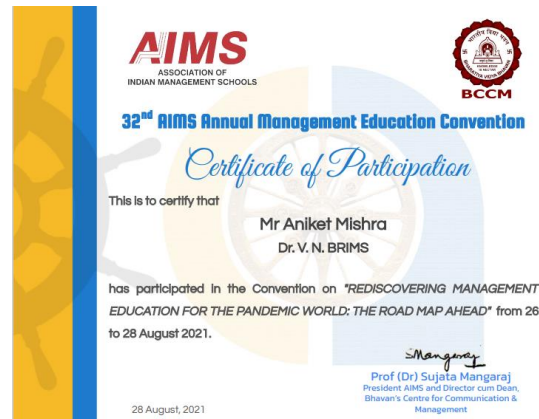 AIMS
ASSOCIATION OF
INDIAN MANAGEMENT SCHOOLS
BCCM
32nd AIMS Annual Management Education Convention
Certificate of Participation
This is to certify that
Mr Aniket Mishra
Dr. V. N. BRIMS
has participated in the Convention on "REDISCOVERING MANAGEMENT
EDUCATION FOR THE PANDEMIC WORLD: THE ROAD MAP AHEAD" from 26
to 28 August 2021.
SMangaraj
Prof (Dr) Sujata Mangaraj
President AIMS and Director cum Dean,
Bhavan's Centre for Communication &
Management
28 August, 2021